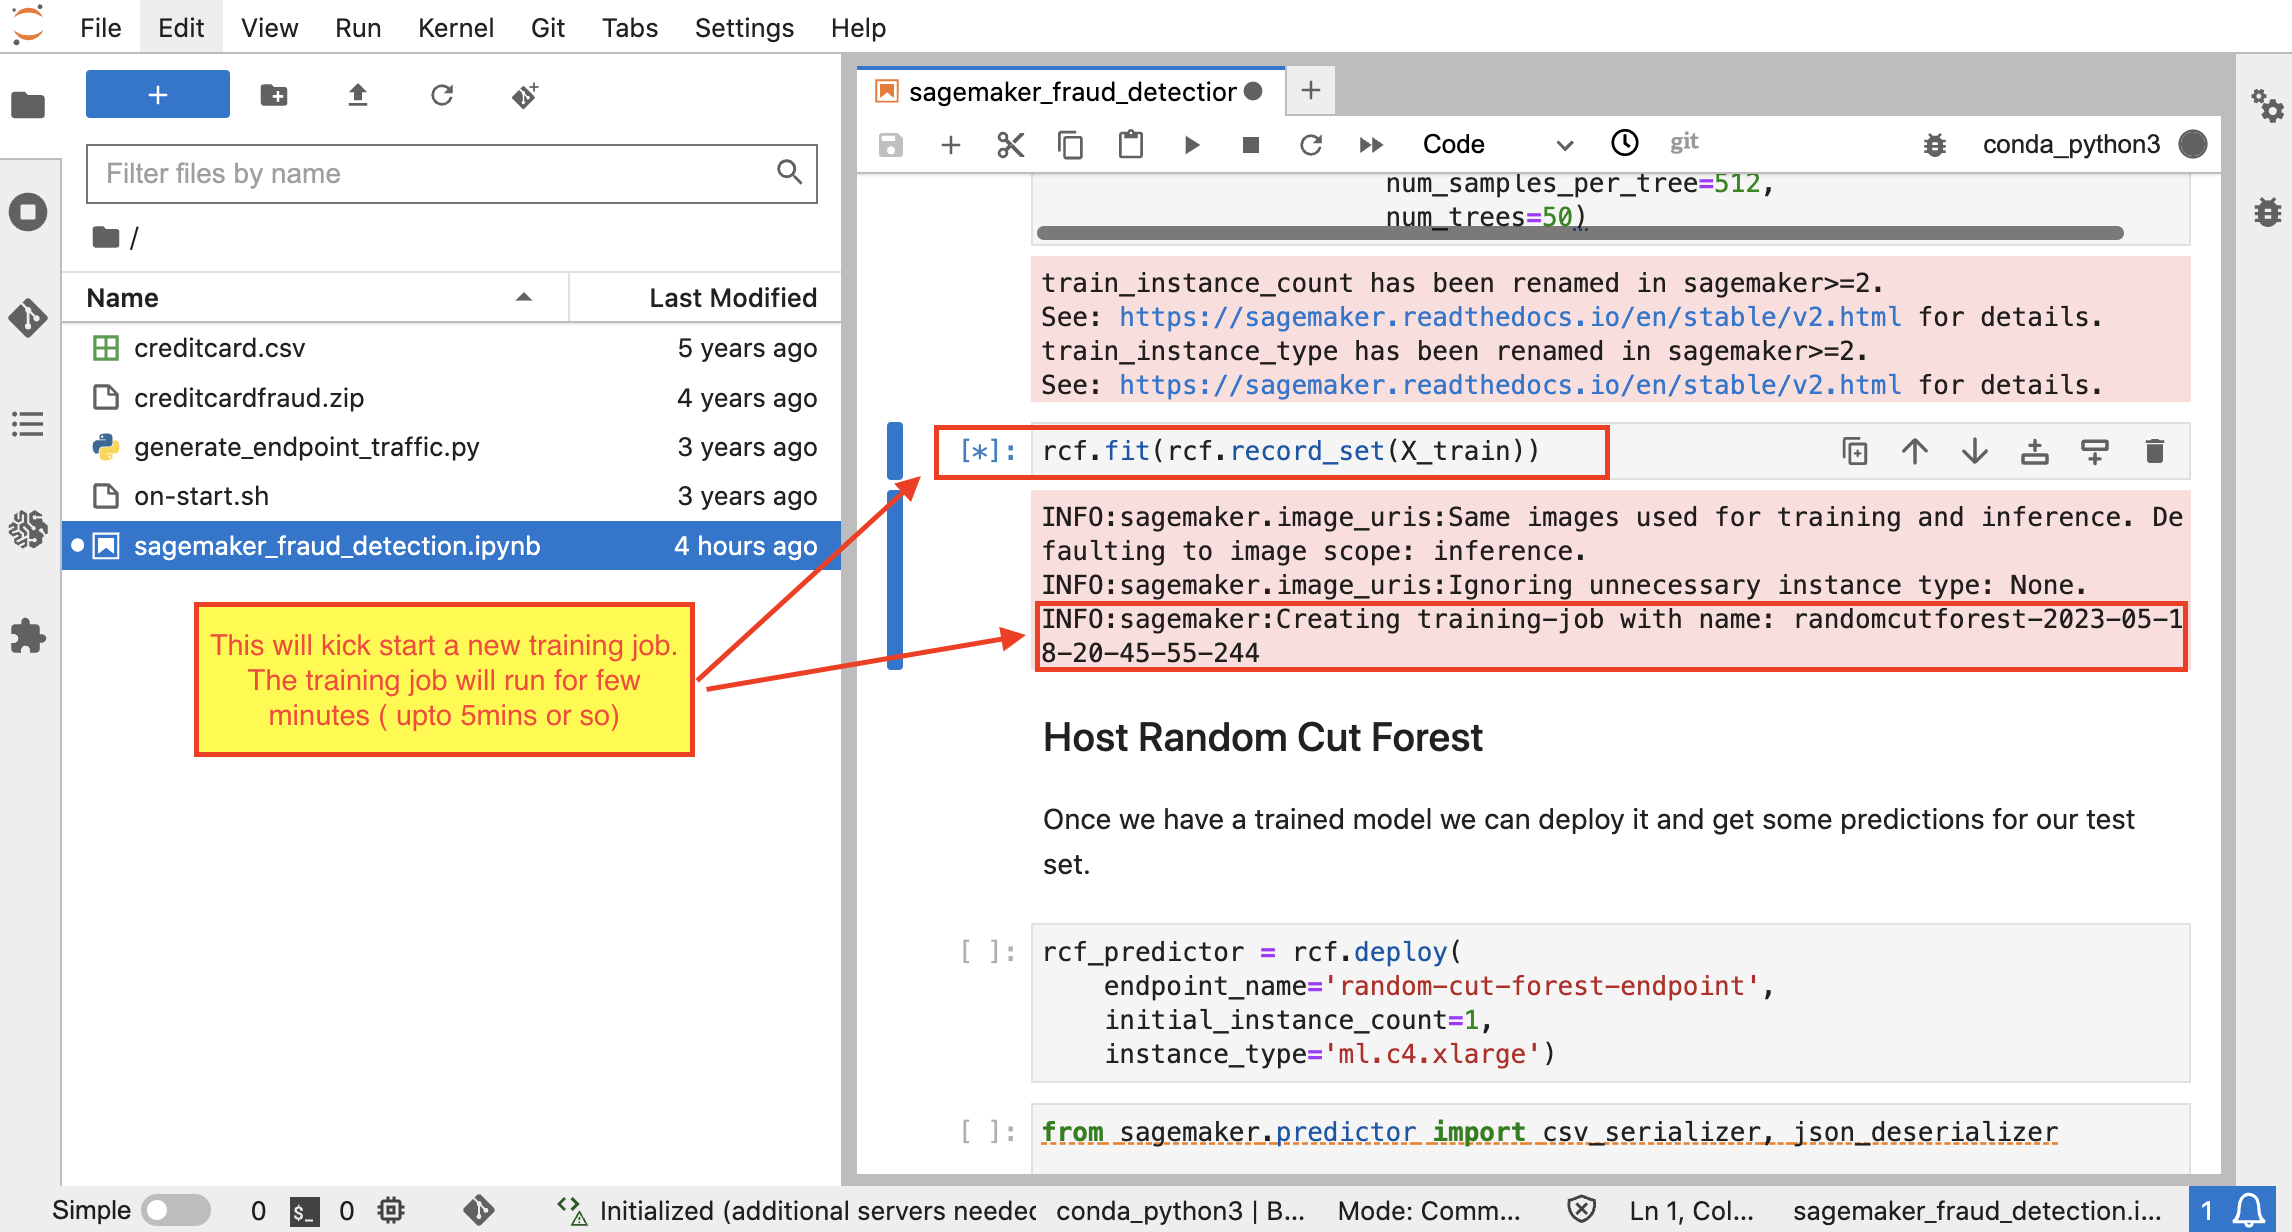 File Edit View Run Kernel Git Tabs Settings Help
+
Filter files by name
/
Name Last Modified
creditcard.csv 5 years ago
creditcardfraud.zip 4 years ago
generate_endpoint_traffic.py 3 years ago
on-start.sh 3 years ago
sagemaker_fraud_detection.ipynb 4 hours ago
This will kick start a new training job.
The training job will run for few
minutes ( upto 5mins or so)
sagemaker_fraud_detection
Code git conda_python3
num_samples_per_tree=512,
num_trees=50)
train_instance_count has been renamed in sagemaker>=2.
See: https://sagemaker.readthedocs.io/en/stable/v2.html for details.
train_instance_type has been renamed in sagemaker>=2.
See: https://sagemaker.readthedocs.io/en/stable/v2.html for details.
[*]: rcf.fit(rcf.record_set(X_train))
INFO:sagemaker.image_uris:Same images used for training and inference. De
faulting to image scope: inference.
INFO:sagemaker.image_uris:Ignoring unnecessary instance type: None.
INFO:sagemaker:Creating training-job with name: randomcutforest-2023-05-1
8-20-45-55-244
Host Random Cut Forest
Once we have a trained model we can deploy it and get some predictions for our test
set.
[ ]: rcf_predictor = rcf.deploy(
endpoint_name='random-cut-forest-endpoint',
initial_instance_count=1,
instance_type='ml.c4.xlarge')
[ ]: from sagemaker.predictor import csv_serializer, json_deserializer
Simple 0 $_ 0 Initialized (additional servers needed conda_python3 | B... Mode: Comm... Ln 1, Col... sagemaker_fraud_detection.i... 1